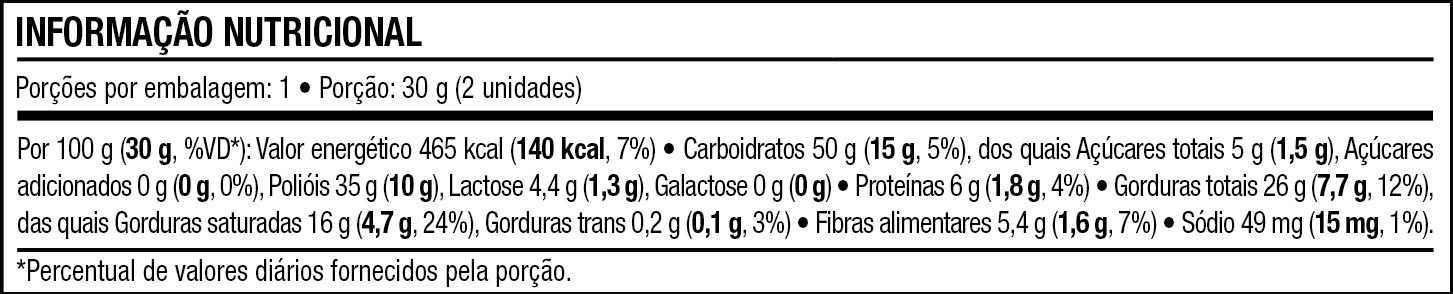 INFORMAÇÃO NUTRICIONAL
Porções por embalagem: 1 • Porção: 30 g (2 unidades)
Por 100 g (30 g, %VD*): Valor energético 465 kcal (140 kcal, 7%) • Carboidratos 50 g (15 g, 5%), dos quais Açúcares totais 5 g (1,5 g), Açúcares
adicionados 0 g (0 g, 0%), Polióis 35 g (10 g), Lactose 4,4 g (1,3 g), Galactose 0 g (0 g) • Proteínas 6 g (1,8 g, 4%) • Gorduras totais 26 g (7,7 g, 12%),
das quais Gorduras saturadas 16 g (4,7 g, 24%), Gorduras trans 0,2 g (0,1 g, 3%) • Fibras alimentares 5,4 g (1,6 g, 7%) • Sódio 49 mg (15 mg, 1%).
*Percentual de valores diários fornecidos pela porção.